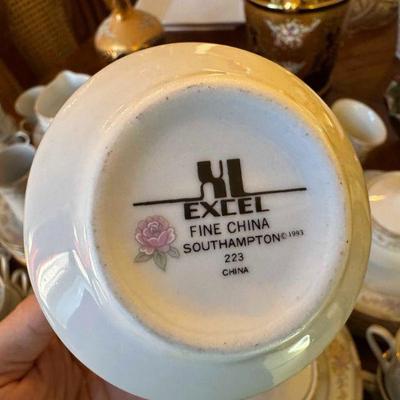 XL
EXCEL
FINE CHINA
SOUTHAMPTON © 1993
223
CHINA